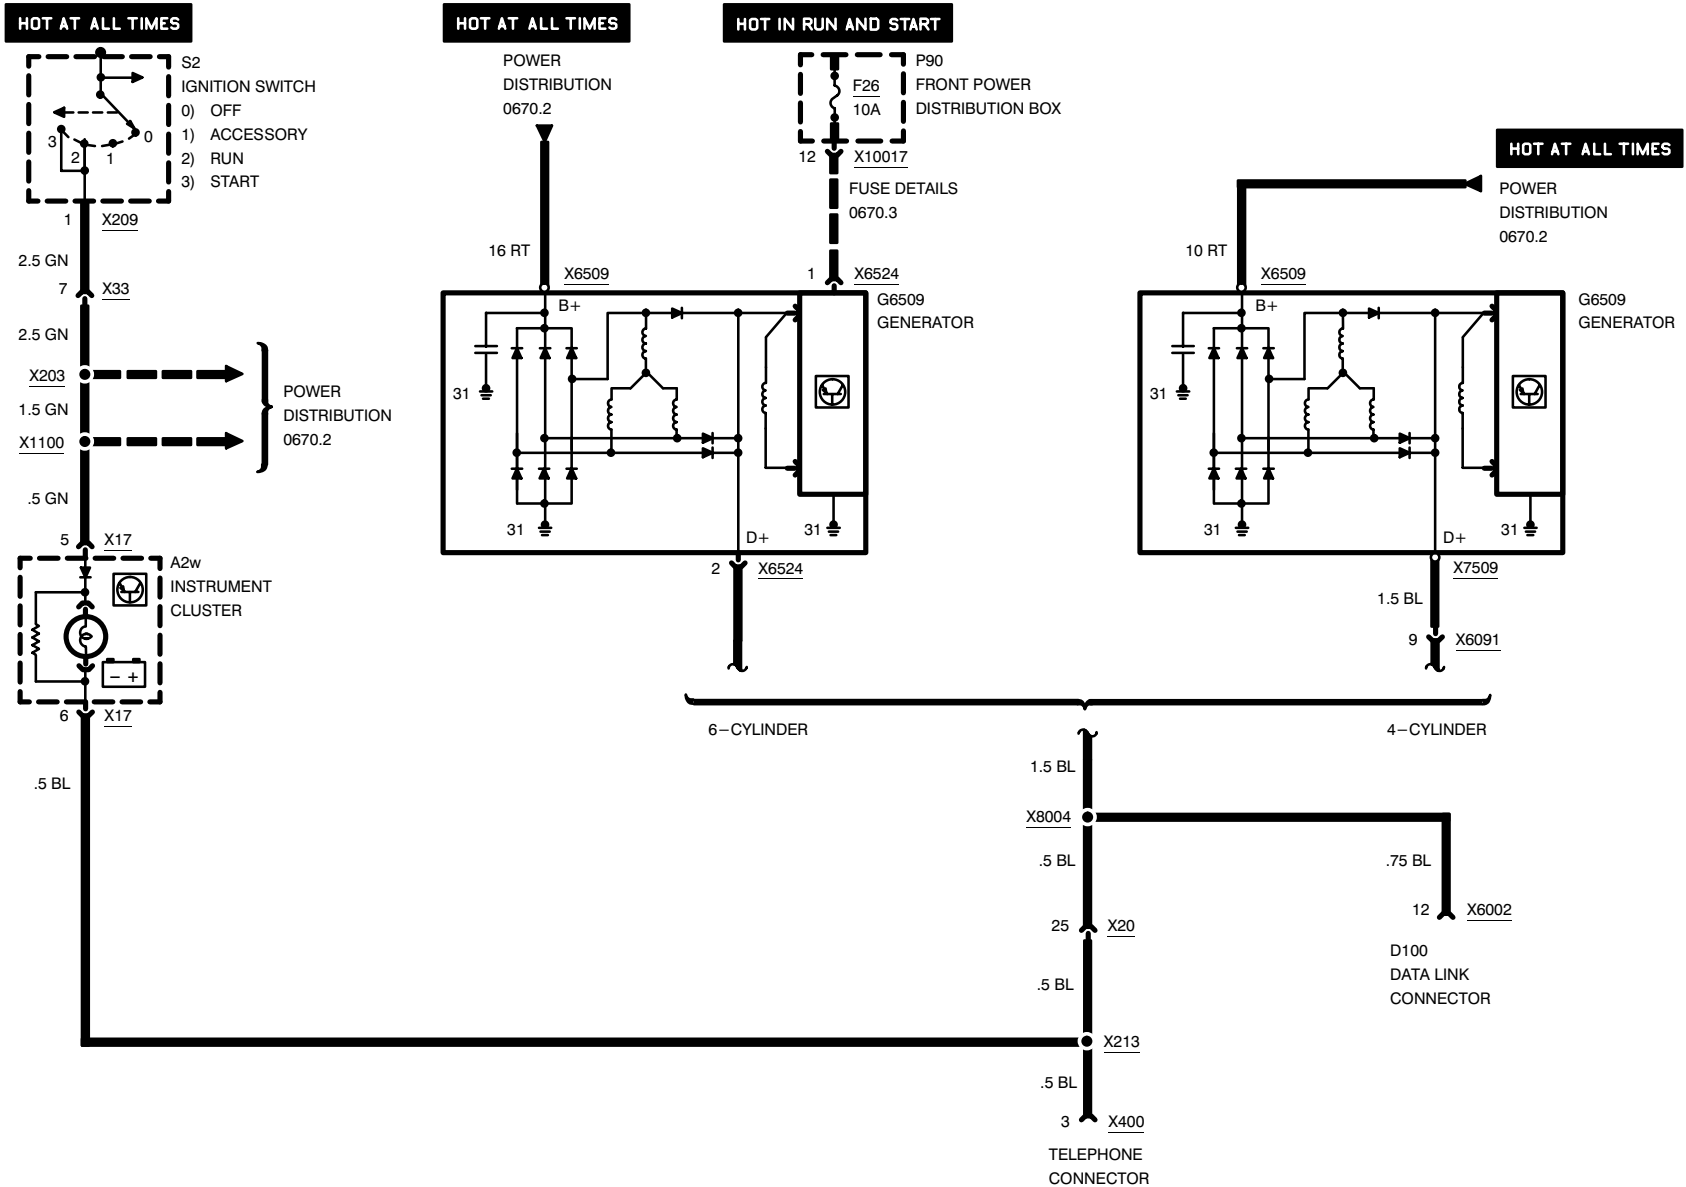 HOT AT ALL TIMES
S2
IGNITION SWITCH
0) OFF
1) ACCESSORY
2) RUN
3) START
0
1
2
3
1 X209
2.5 GN
7 X33
2.5 GN
X203
1.5 GN
X1100
.5 GN
POWER
DISTRIBUTION
0670.2
5 X17
A2w
INSTRUMENT
CLUSTER
− +
6 X17
.5 BL
HOT AT ALL TIMES
POWER
DISTRIBUTION
0670.2
16 RT
X6509
B+
31
31
31
D+
2 X6524
HOT IN RUN AND START
F26
10A
P90
FRONT POWER
DISTRIBUTION BOX
12 X10017
FUSE DETAILS
0670.3
1 X6524
G6509
GENERATOR
HOT AT ALL TIMES
POWER
DISTRIBUTION
0670.2
10 RT
X6509
B+
G6509
GENERATOR
31
31
31
D+
X7509
1.5 BL
9 X6091
6−CYLINDER
4−CYLINDER
1.5 BL
X8004
.5 BL
.75 BL
12 X6002
D100
DATA LINK
CONNECTOR
25 X20
.5 BL
X213
.5 BL
3 X400
TELEPHONE
CONNECTOR